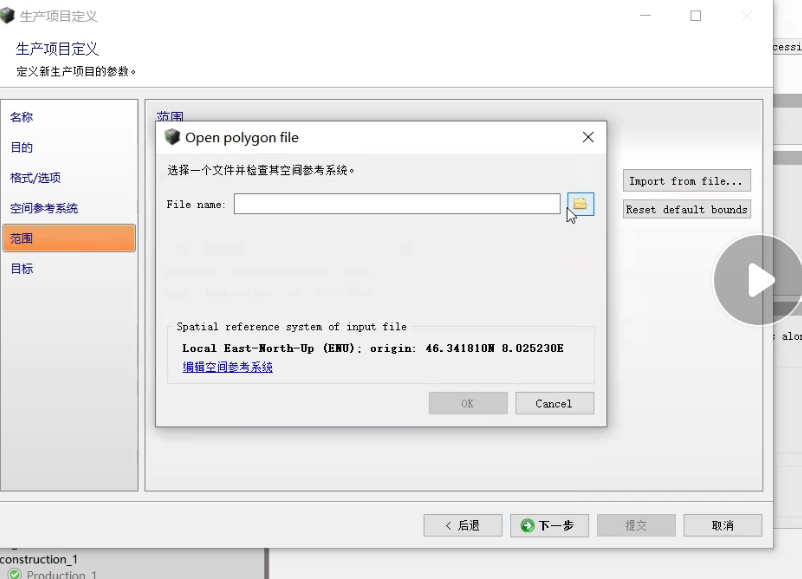 生产项目定义
生产项目定义
定义新生产项目的参数。
名称
目的
格式/选项
空间参考系统
范围
目标
范围
Open polygon file
选择一个文件并检查其空间参考系统。
File name:
Spatial reference system of input file
Local East-North-Up (ENU); origin: 46.341810N 8.025230E
编辑空间参考系统
OK
Cancel
Import from file...
Reset default bounds
< 后退
下一步
提交
取消
construction_1
Production_1